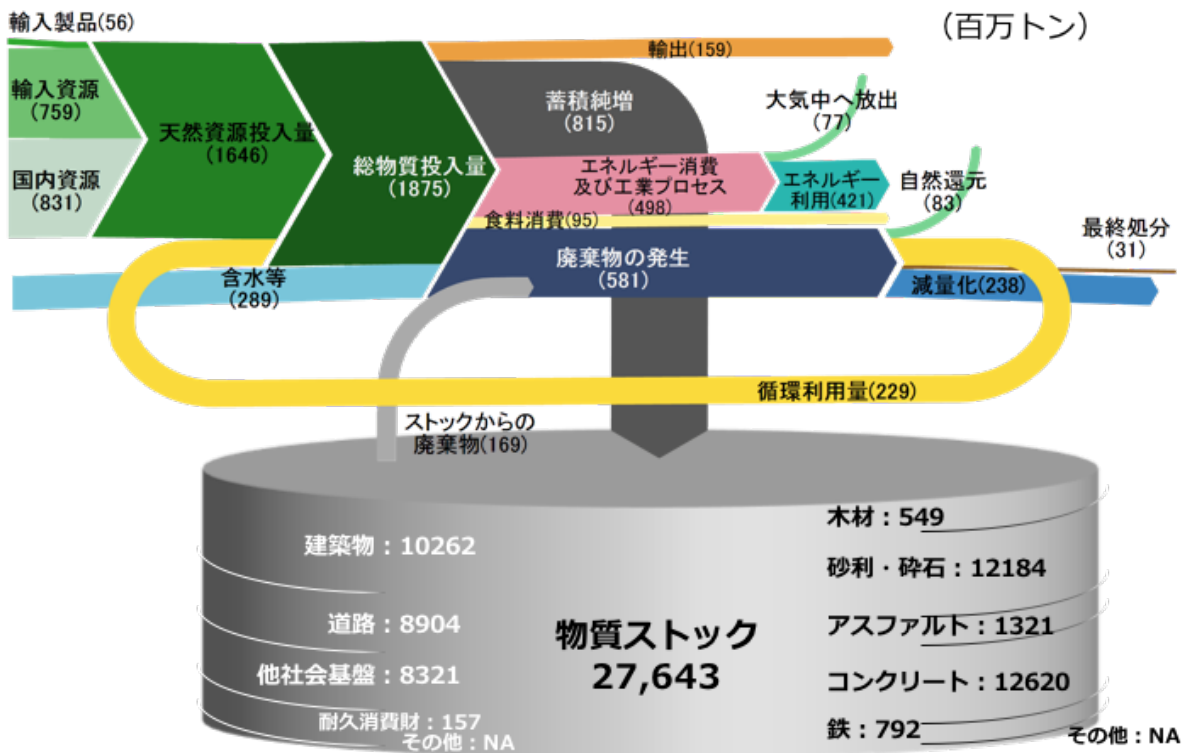 輸入製品(56)
(百万トン)
輸出(159)
輸入資源
(759)
天然資源投入量
(1646)
総物質投入量
(1875)
蓄積純増
(815)
大気中へ放出
(77)
国内資源
(831)
エネルギー消費
及び工業プロセス
(498)
エネルギー
利用(421)
自然還元
(83)
食料消費(95)
最終処分
(31)
含水等
(289)
廃棄物の発生
(581)
減量化(238)
循環利用量(229)
ストックからの
廃棄物(169)
建築物：10262
道路：8904
他社会基盤：8321
耐久消費財：157
その他：NA
物質ストック
27,643
木材：549
砂利・砕石：12184
アスファルト：1321
コンクリート：12620
鉄：792
その他：NA